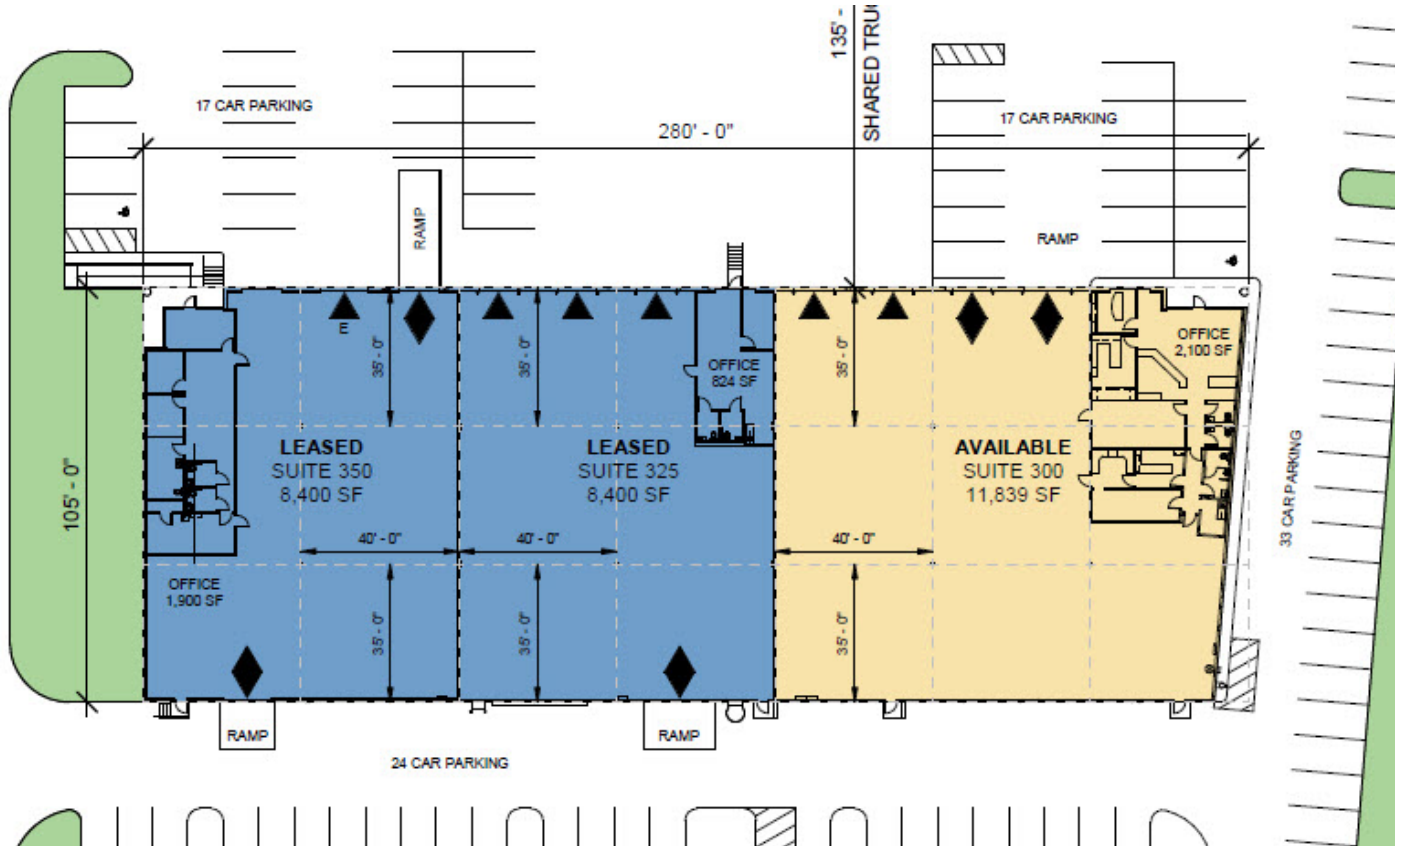 135' -
SHARED TRU
17 CAR PARKING
280' - 0"
17 CAR PARKING
RAMP
RAMP
E
35' - 0"
35' - 0"
35' - 0"
OFFICE
824 SF
OFFICE
2,100 SF
LEASED
SUITE 350
8,400 SF
LEASED
SUITE 325
8,400 SF
AVAILABLE
SUITE 300
11,839 SF
105' - 0"
33 CAR PARKING
40' - 0"
40' - 0"
40' - 0"
OFFICE
1,900 SF
35' - 0"
35' - 0"
35' - 0"
RAMP
RAMP
24 CAR PARKING